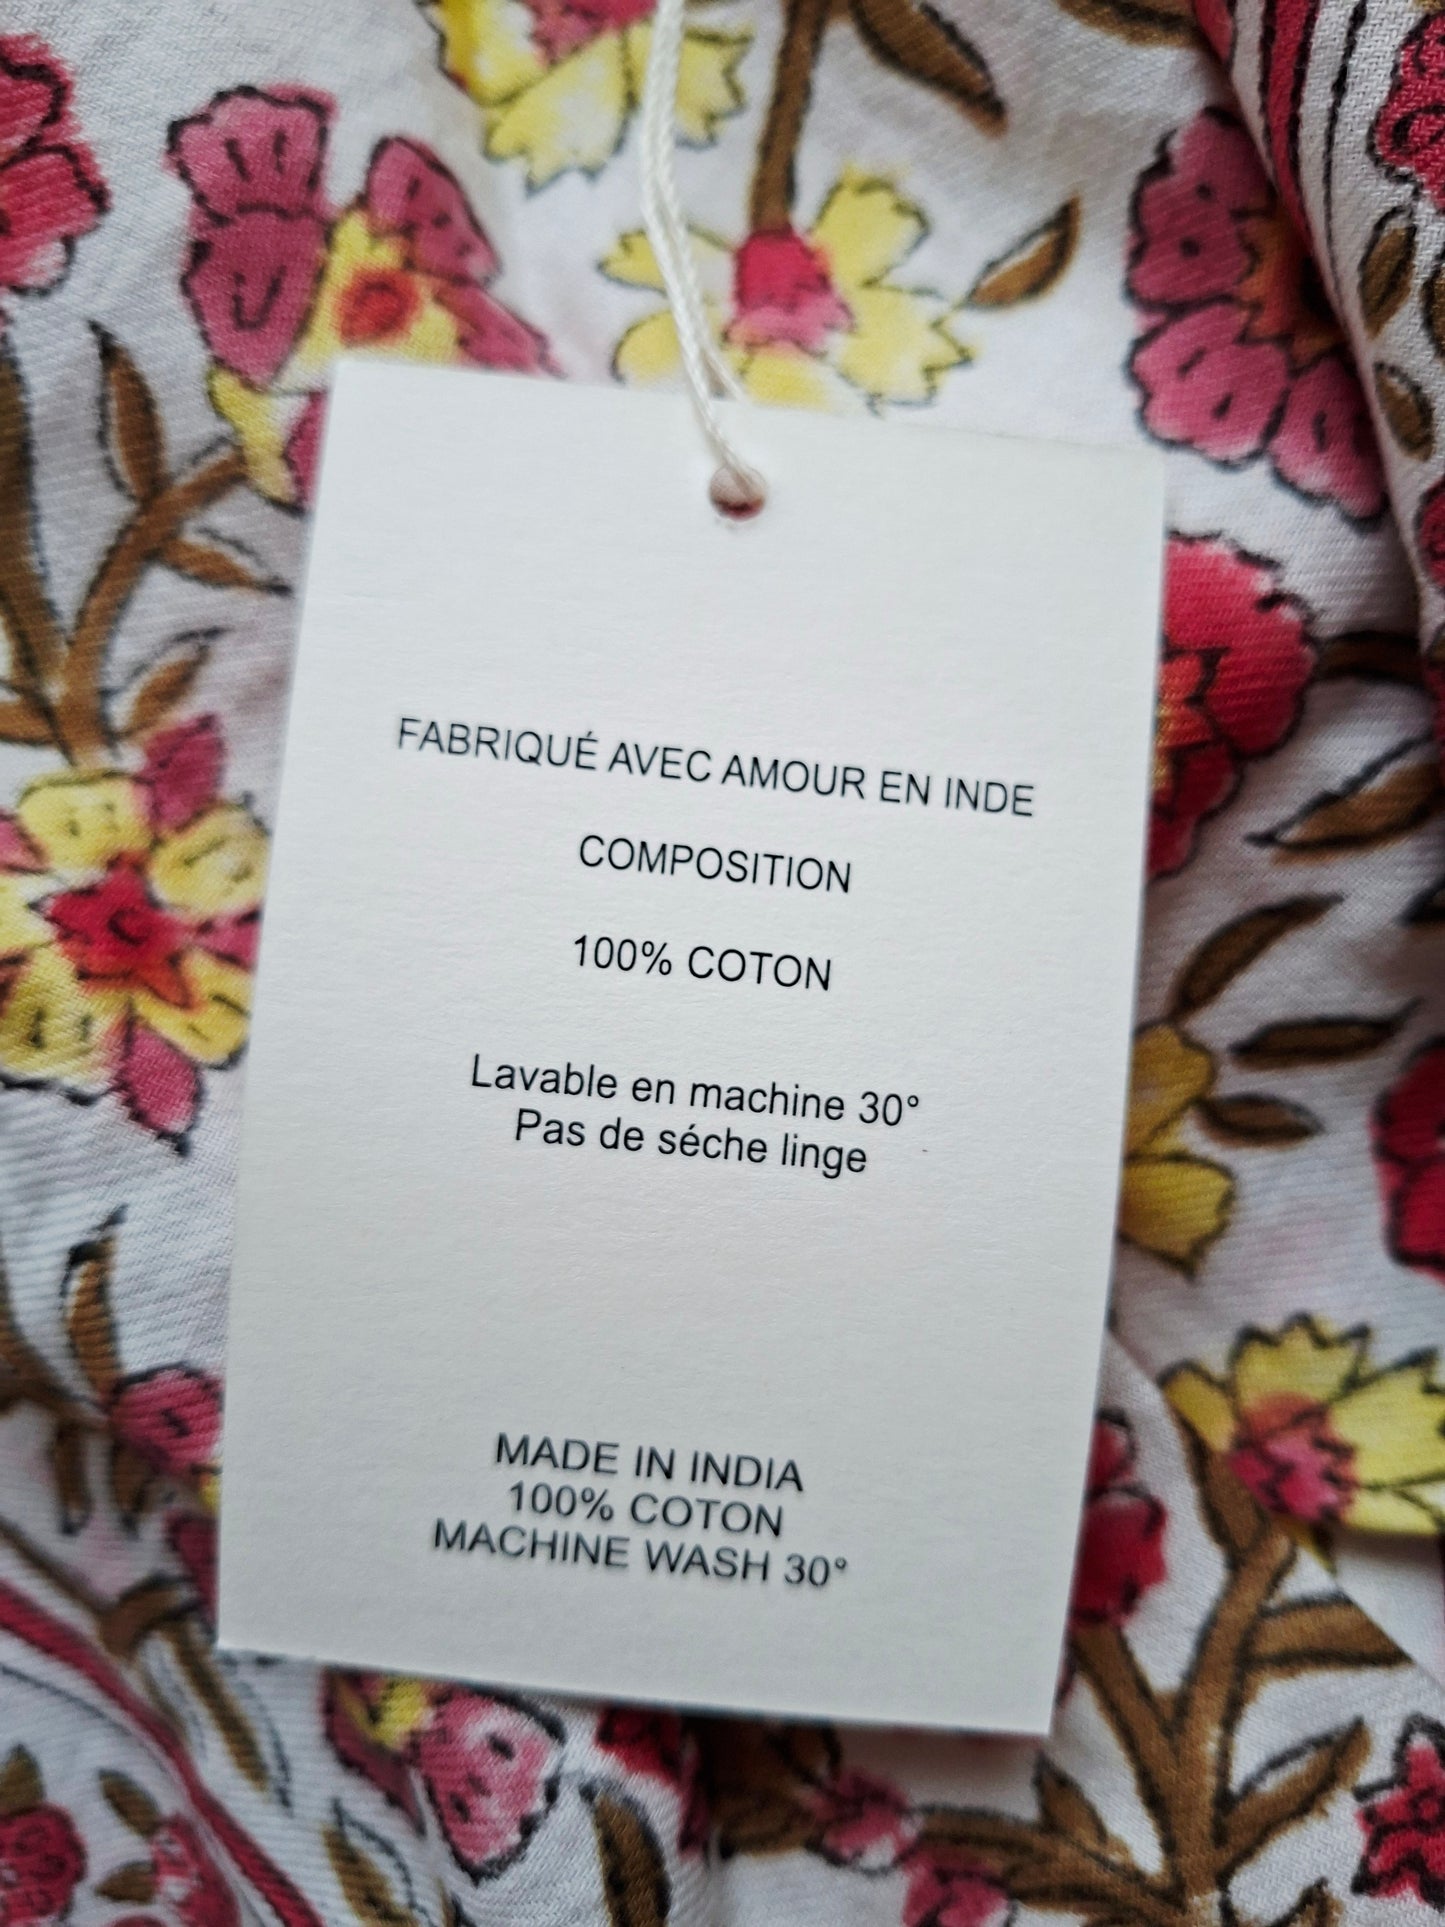 FABRIQUÉ AVEC AMOUR EN INDE
COMPOSITION
100% COTON
Lavable en machine 30°
Pas de séche linge
MADE IN INDIA
100% COTON
MACHINE WASH 30°